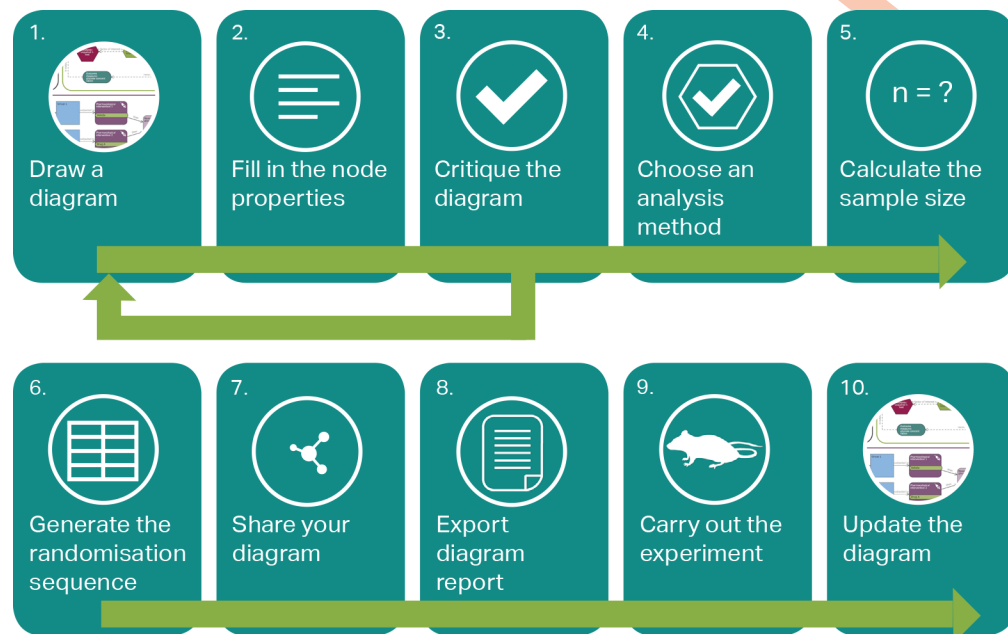 1.
Draw a
diagram
2.
Fill in the node
properties
3.
Critique the
diagram
4.
Choose an
analysis
method
5.
n = ?
Calculate the
sample size
6.
Generate the
randomisation
sequence
7.
Share your
diagram
8.
Export
diagram
report
9.
Carry out the
experiment
10.
Update the
diagram